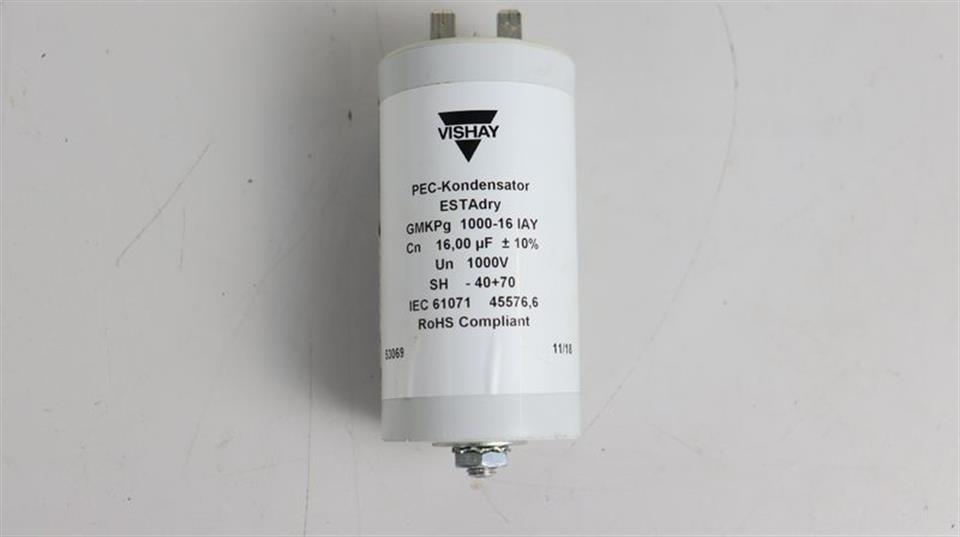 VISHAY
PEC-Kondensator
ESTAdry
GMKPg 1000-16 IAY
Cn 16,00 µF ± 10%
Un 1000V
SH - 40+70
IEC 61071 45576,6
RoHS Compliant
53069 11/18